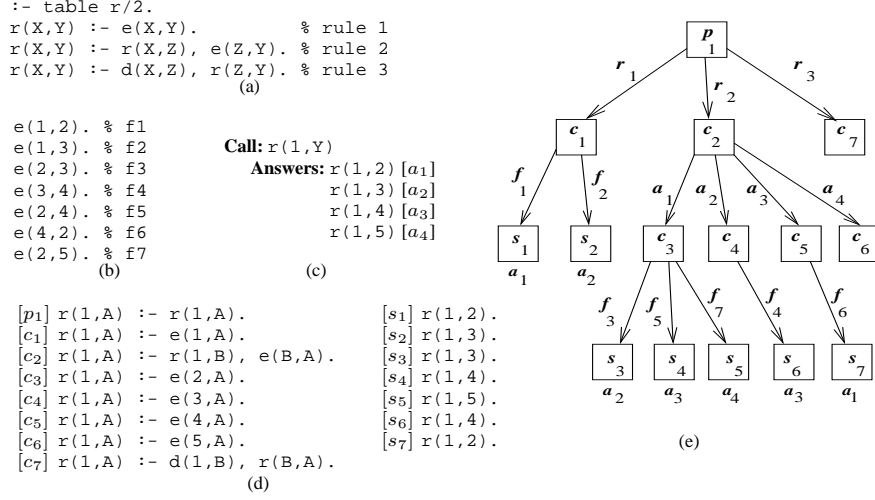 :- table r/2.
r(X,Y) :- e(X,Y). % rule 1
r(X,Y) :- r(X,Z), e(Z,Y). % rule 2
r(X,Y) :- d(X,Z), r(Z,Y). % rule 3
(a)
e(1,2). % f1
e(1,3). % f2
e(2,3). % f3
e(3,4). % f4
e(2,4). % f5
e(4,2). % f6
e(2,5). % f7
(b)
Call: r(1,Y)
Answers: r(1,2) [a1]
r(1,3) [a2]
r(1,4) [a3]
r(1,5) [a4]
(c)
[p1] r(1,A) :- r(1,A).
[c1] r(1,A) :- e(1,A).
[c2] r(1,A) :- r(1,B), e(B,A).
[c3] r(1,A) :- e(2,A).
[c4] r(1,A) :- e(3,A).
[c5] r(1,A) :- e(4,A).
[c6] r(1,A) :- e(5,A).
[c7] r(1,A) :- d(1,B), r(B,A).
[s1] r(1,2).
[s2] r(1,3).
[s3] r(1,3).
[s4] r(1,4).
[s5] r(1,5).
[s6] r(1,4).
[s7] r(1,2).
(d)
p1
r1 r2 r3
c1 c2 c7
f1 f2 a1 a2 a3 a4
s1 s2 c3 c4 c5 c6
a1 a2
f3 f5 f7 f4 f6
s3 s4 s5 s6 s7
a2 a3 a4 a3 a1
(e)